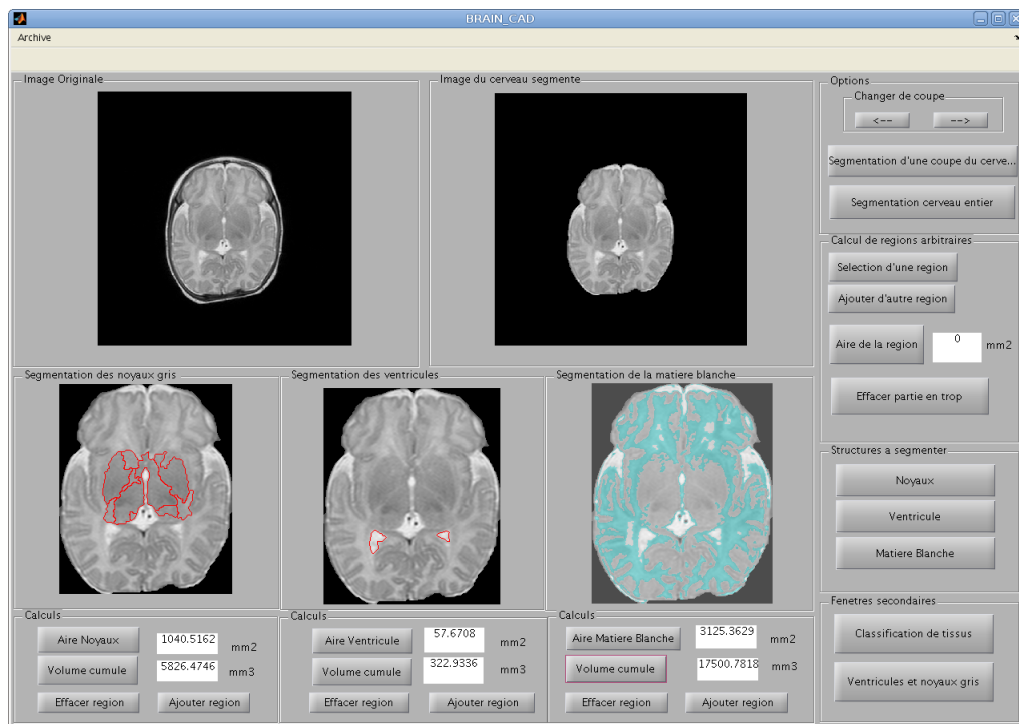 BRAIN_CAD
Archive
Image Originale
Image du cerveau segmente
Options
Changer de coupe
<--
-->
Segmentation d'une coupe du cerve...
Segmentation cerveau entier
Calcul de regions arbitraires
Selection d'une region
Ajouter d'autre region
Aire de la region
0
mm2
Effacer partie en trop
Segmentation des noyaux gris
Segmentation des ventricules
Segmentation de la matiere blanche
Structures a segmenter
Noyaux
Ventricule
Matiere Blanche
Calculs
Aire Noyaux
1040.5162
mm2
Volume cumule
5826.4746
mm3
Effacer region
Ajouter region
Calculs
Aire Ventricule
57.6708
mm2
Volume cumule
322.9336
mm3
Effacer region
Ajouter region
Calculs
Aire Matiere Blanche
3125.3629
mm2
Volume cumule
17500.7818
mm3
Effacer region
Ajouter region
Fenetres secondaires
Classification de tissus
Ventricules et noyaux gris